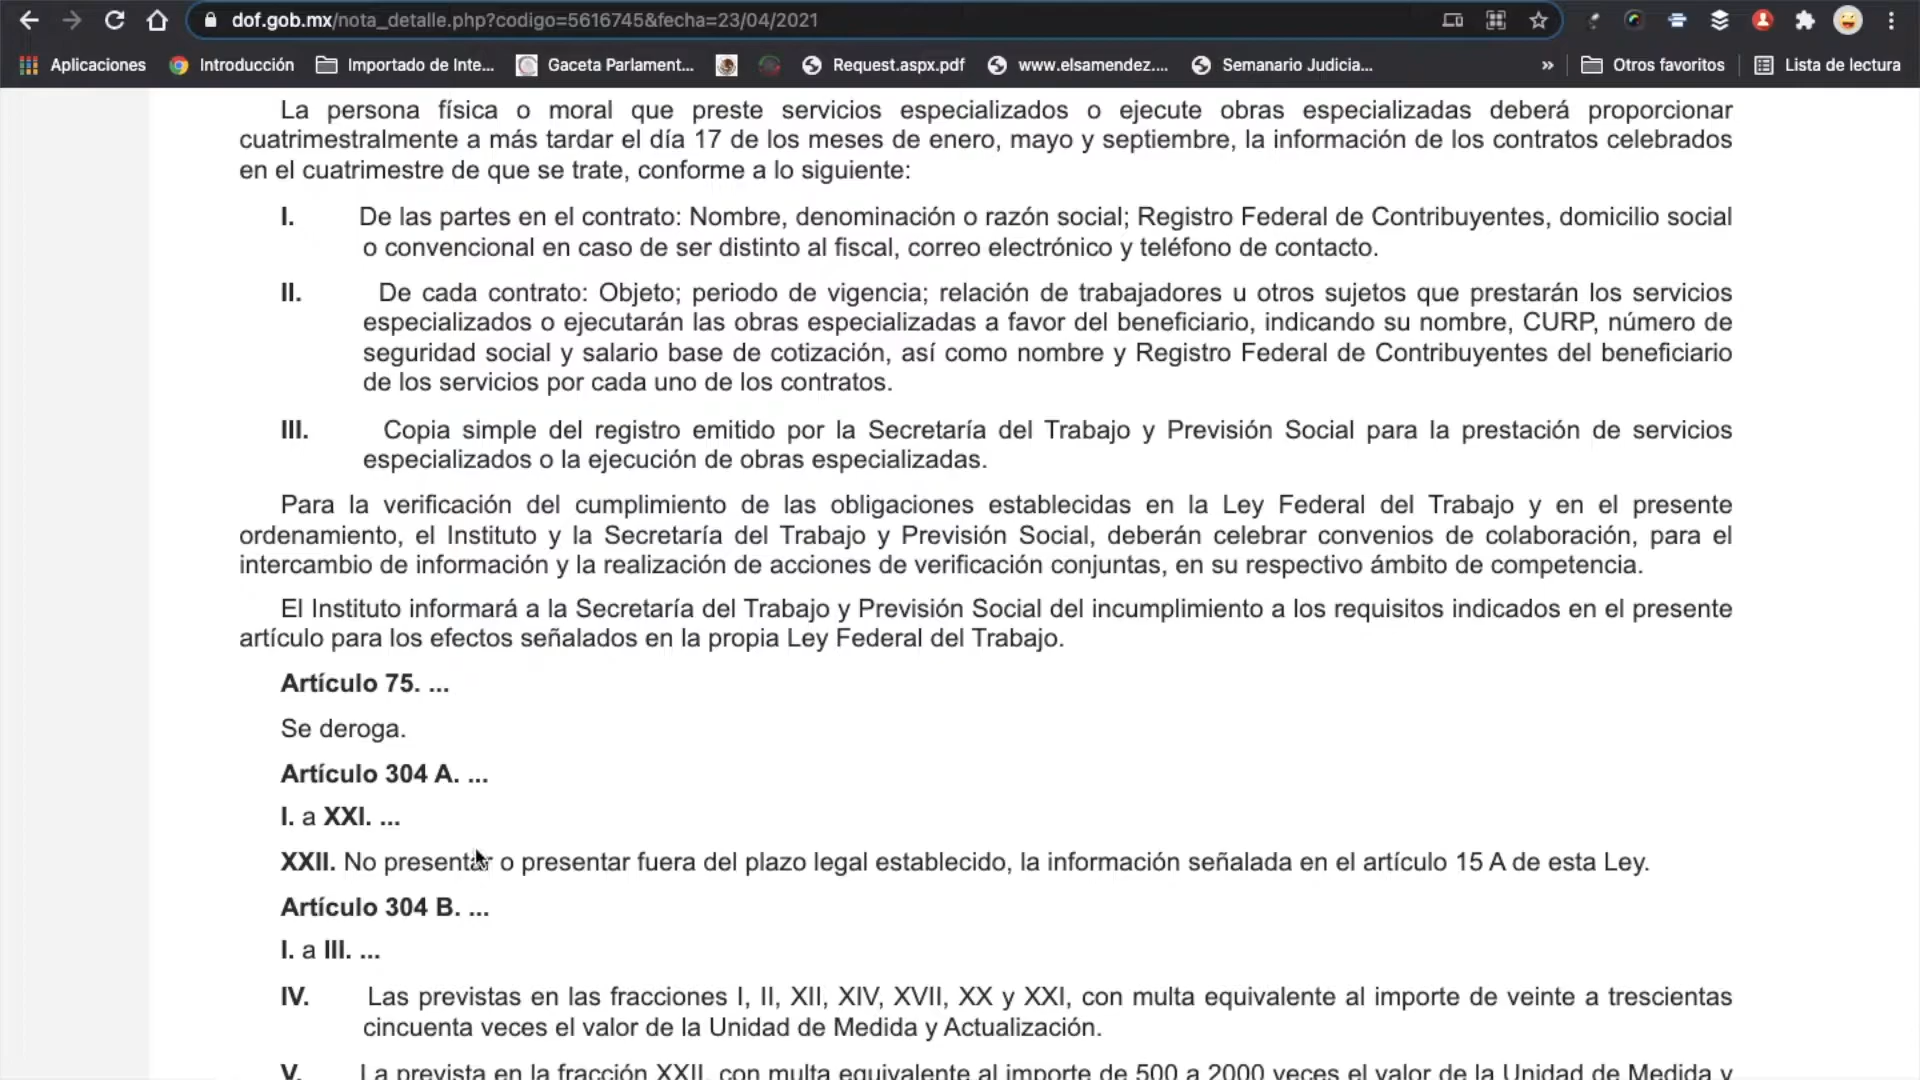 dof.gob.mx/nota_detalle.php?codigo=5616745&fecha=23/04/2021
Aplicaciones Introducción Importado de Inte... Gaceta Parlament... Request.aspx.pdf www.elsamendez.... Semanario Judicia... » Otros favoritos Lista de lectura
La persona física o moral que preste servicios especializados o ejecute obras especializadas deberá proporcionar
cuatrimestralmente a más tardar el día 17 de los meses de enero, mayo y septiembre, la información de los contratos celebrados
en el cuatrimestre de que se trate, conforme a lo siguiente:
I. De las partes en el contrato: Nombre, denominación o razón social; Registro Federal de Contribuyentes, domicilio social
o convencional en caso de ser distinto al fiscal, correo electrónico y teléfono de contacto.
II. De cada contrato: Objeto; periodo de vigencia; relación de trabajadores u otros sujetos que prestarán los servicios
especializados o ejecutarán las obras especializadas a favor del beneficiario, indicando su nombre, CURP, número de
seguridad social y salario base de cotización, así como nombre y Registro Federal de Contribuyentes del beneficiario
de los servicios por cada uno de los contratos.
III. Copia simple del registro emitido por la Secretaría del Trabajo y Previsión Social para la prestación de servicios
especializados o la ejecución de obras especializadas.
Para la verificación del cumplimiento de las obligaciones establecidas en la Ley Federal del Trabajo y en el presente
ordenamiento, el Instituto y la Secretaría del Trabajo y Previsión Social, deberán celebrar convenios de colaboración, para el
intercambio de información y la realización de acciones de verificación conjuntas, en su respectivo ámbito de competencia.
El Instituto informará a la Secretaría del Trabajo y Previsión Social del incumplimiento a los requisitos indicados en el presente
artículo para los efectos señalados en la propia Ley Federal del Trabajo.
Artículo 75. ...
Se deroga.
Artículo 304 A. ...
I. a XXI. ...
XXII. No presentar o presentar fuera del plazo legal establecido, la información señalada en el artículo 15 A de esta Ley.
Artículo 304 B. ...
I. a III. ...
IV. Las previstas en las fracciones I, II, XII, XIV, XVII, XX y XXI, con multa equivalente al importe de veinte a trescientas
cincuenta veces el valor de la Unidad de Medida y Actualización.
V. La prevista en la fracción XXII, con multa equivalente al importe de 500 a 2000 veces el valor de la Unidad de Medida y